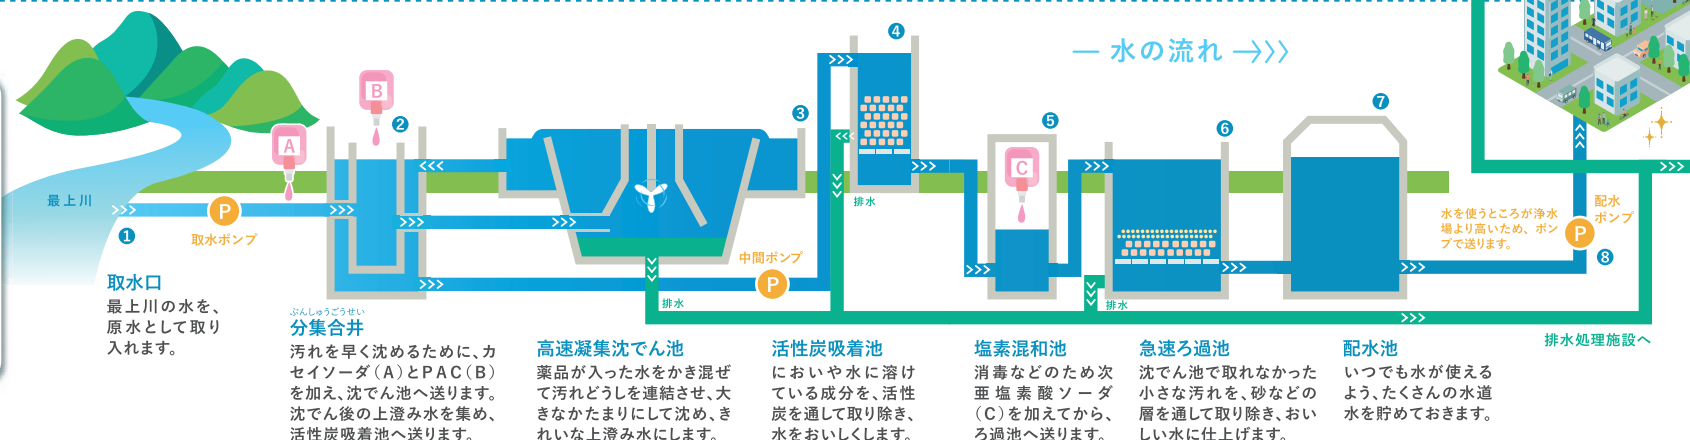 水の流れ
最上川
A
B
C
P
P
P
1
2
3
4
5
6
7
8
取水ポンプ
中間ポンプ
配水
ポンプ
水を使うところが浄水
場より高いため、ポン
プで送ります。
排水
排水
排水
排水処理施設へ
取水口
最上川の水を、
原水として取り
入れます。
ぶんしゅうごうせい
分集合井
汚れを早く沈めるために、カ
セイソーダ(A)とPAC(B)
を加え、沈でん池へ送ります。
沈でん後の上澄み水を集め、
活性炭吸着池へ送ります。
高速凝集沈でん池
薬品が入った水をかき混ぜ
て汚れどうしを連結させ、大
きなかたまりにして沈め、き
れいな上澄み水にします。
活性炭吸着池
においや水に溶け
ている成分を、活性
炭を通して取り除き、
水をおいしくします。
塩素混和池
消毒などのため次
亜塩素酸ソーダ
(C)を加えてから、
ろ過池へ送ります。
急速ろ過池
沈でん池で取れなかった
小さな汚れを、砂などの
層を通して取り除き、おい
しい水に仕上げます。
配水池
いつでも水が使える
よう、たくさんの水道
水を貯めておきます。